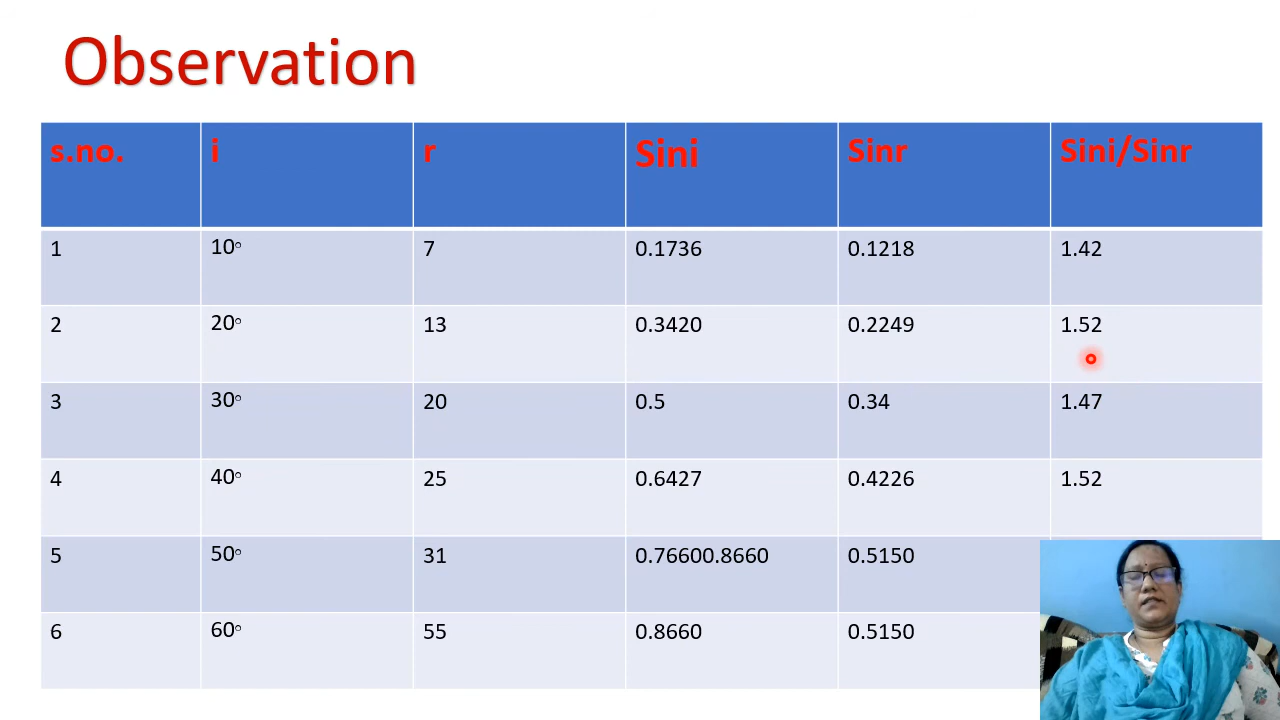 Observation
s.no. i r Sini Sinr Sini/Sinr
1 10° 7 0.1736 0.1218 1.42
2 20° 13 0.3420 0.2249 1.52
3 30° 20 0.5 0.34 1.47
4 40° 25 0.6427 0.4226 1.52
5 50° 31 0.76600.8660 0.5150
6 60° 55 0.8660 0.5150